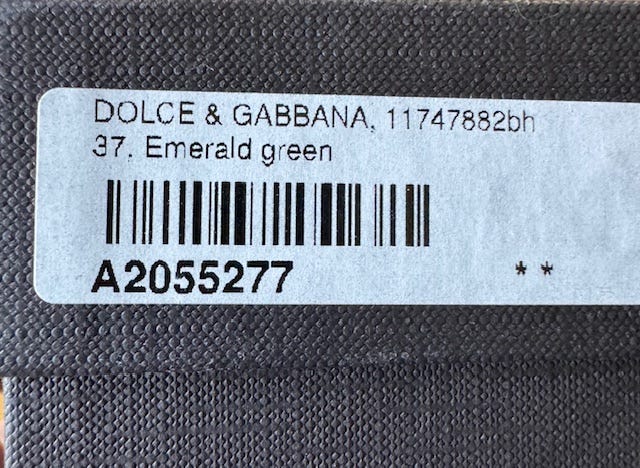 DOLCE & GABBANA, 11747882bh
37. Emerald green
A2055277
**